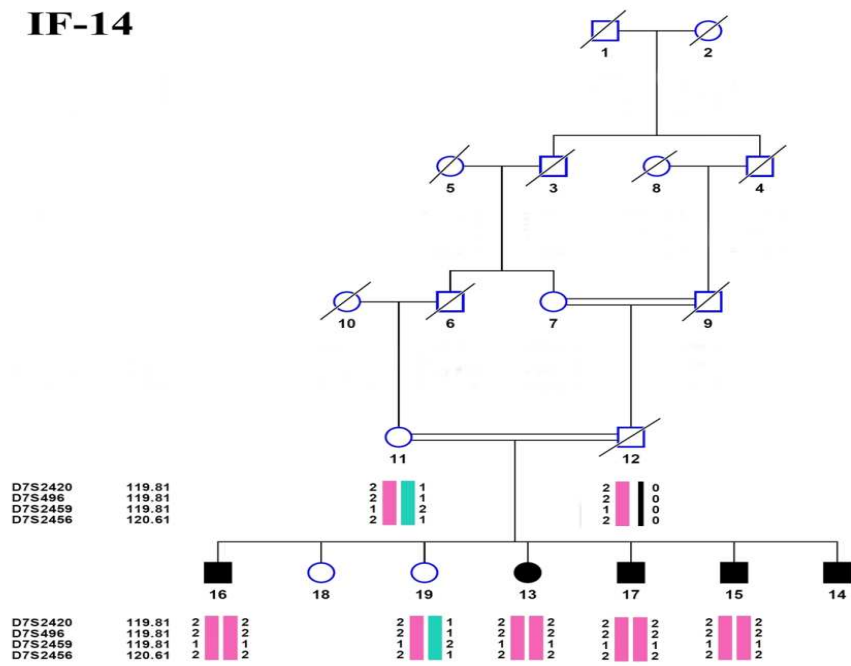 IF-14
1 2
5 3 8 4
10 6 7 9
11 12
D7S2420 119.81 2 1 2 0
D7S496 119.81 2 1 2 0
D7S2459 119.81 1 2 1 0
D7S2456 120.61 2 1 2 0
16 18 19 13 17 15 14
D7S2420 119.81 2 2 2 1 2 2 2 2 2 2
D7S496 119.81 2 2 2 1 2 2 2 2 2 2
D7S2459 119.81 1 1 1 2 1 1 1 1 1 1
D7S2456 120.61 2 2 2 1 2 2 2 2 2 2